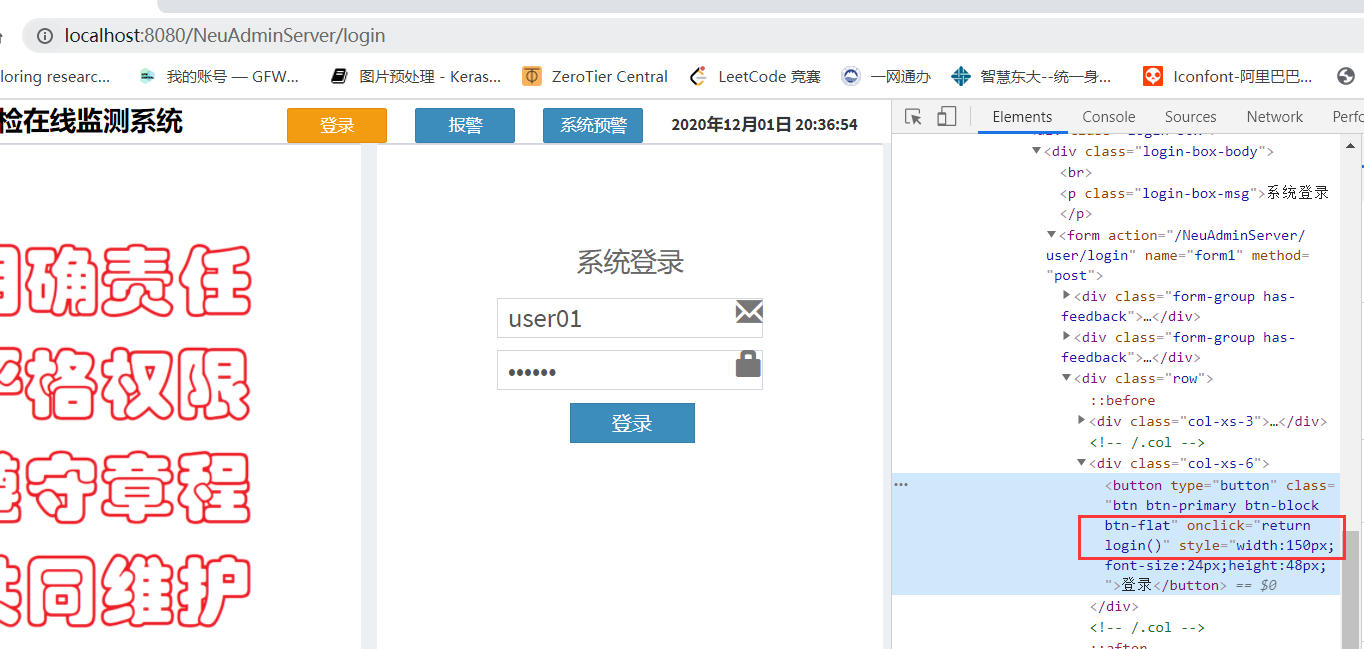 localhost:8080/NeuAdminServer/login
loring researc... 我的账号 — GFW... 图片预处理 - Keras... ZeroTier Central LeetCode 竞赛 一网通办 智慧东大--统一身... Iconfont-阿里巴巴...
检在线监测系统 登录 报警 系统预警 2020年12月01日 20:36:54
明确责任
严格权限
遵守章程
共同维护
系统登录
user01
••••••
登录
Elements Console Sources Network Perfo
<div class="login-box-body">
<br>
<p class="login-box-msg">系统登录
</p>
<form action="/NeuAdminServer/
user/login" name="form1" method=
"post">
<div class="form-group has-
feedback">…</div>
<div class="form-group has-
feedback">…</div>
<div class="row">
::before
<div class="col-xs-3">…</div>
<!-- /.col -->
<div class="col-xs-6">
<button type="button" class=
"btn btn-primary btn-block
btn-flat" onclick="return
login()" style="width:150px;
font-size:24px;height:48px;
">登录</button> == $0
</div>
<!-- /.col -->
::after